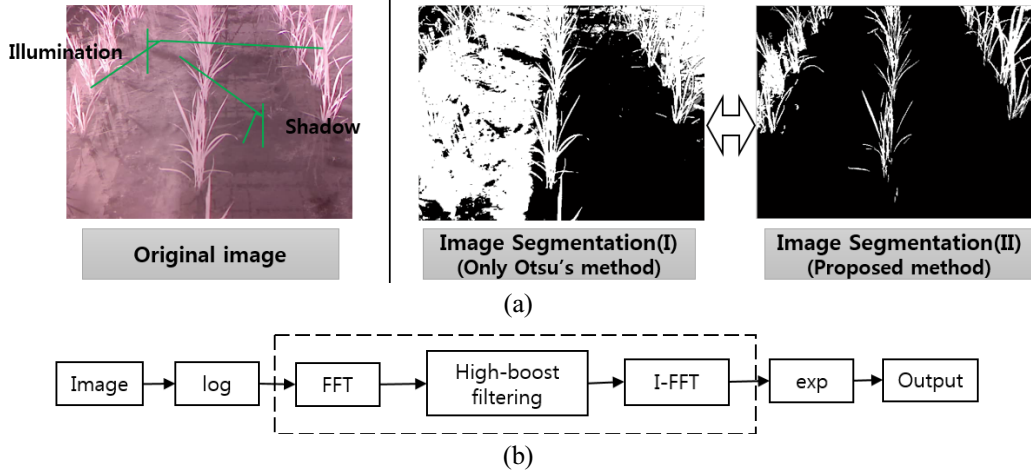 Illumination
Shadow
Original image
Image Segmentation(I)
(Only Otsu's method)
Image Segmentation(II)
(Proposed method)
(a)
Image
log
FFT
High-boost
filtering
I-FFT
exp
Output
(b)